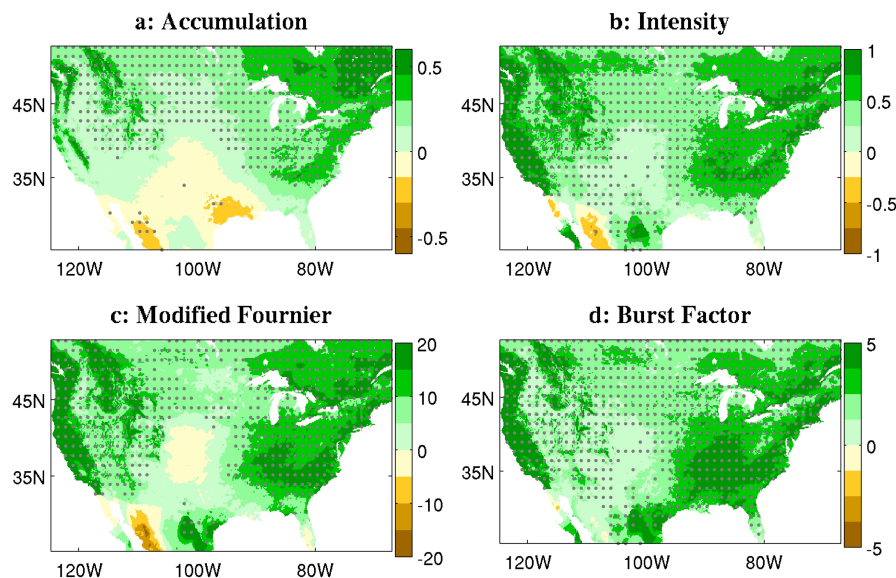 a: Accumulation
b: Intensity
45N
35N
120W 100W 80W
0.5
0
-0.5
45N
35N
120W 100W 80W
1
0.5
0
-0.5
-1
c: Modified Fournier
d: Burst Factor
45N
35N
120W 100W 80W
20
10
0
-10
-20
45N
35N
120W 100W 80W
5
0
-5